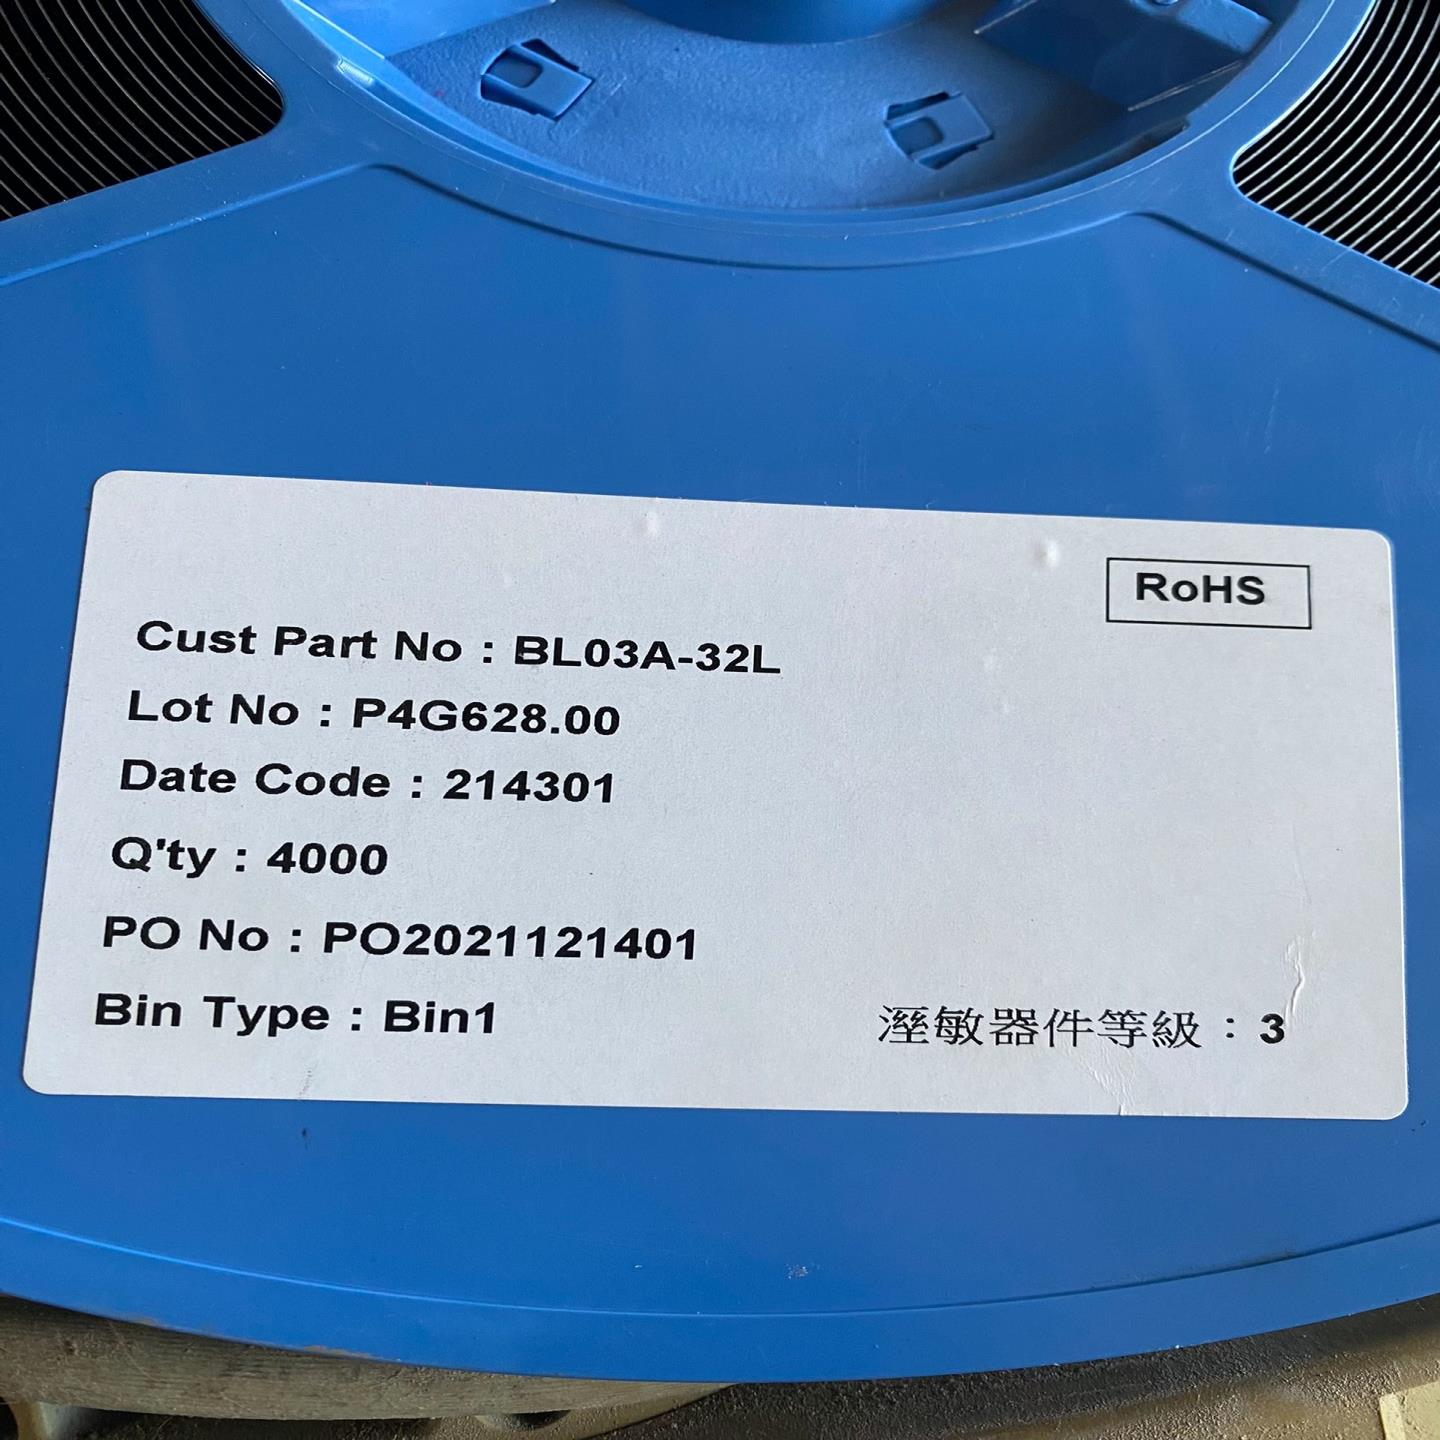 RoHS
Cust Part No : BL03A-32L
Lot No : P4G628.00
Date Code : 214301
Q'ty : 4000
PO No : PO2021121401
Bin Type : Bin1
溼敏器件等級 : 3